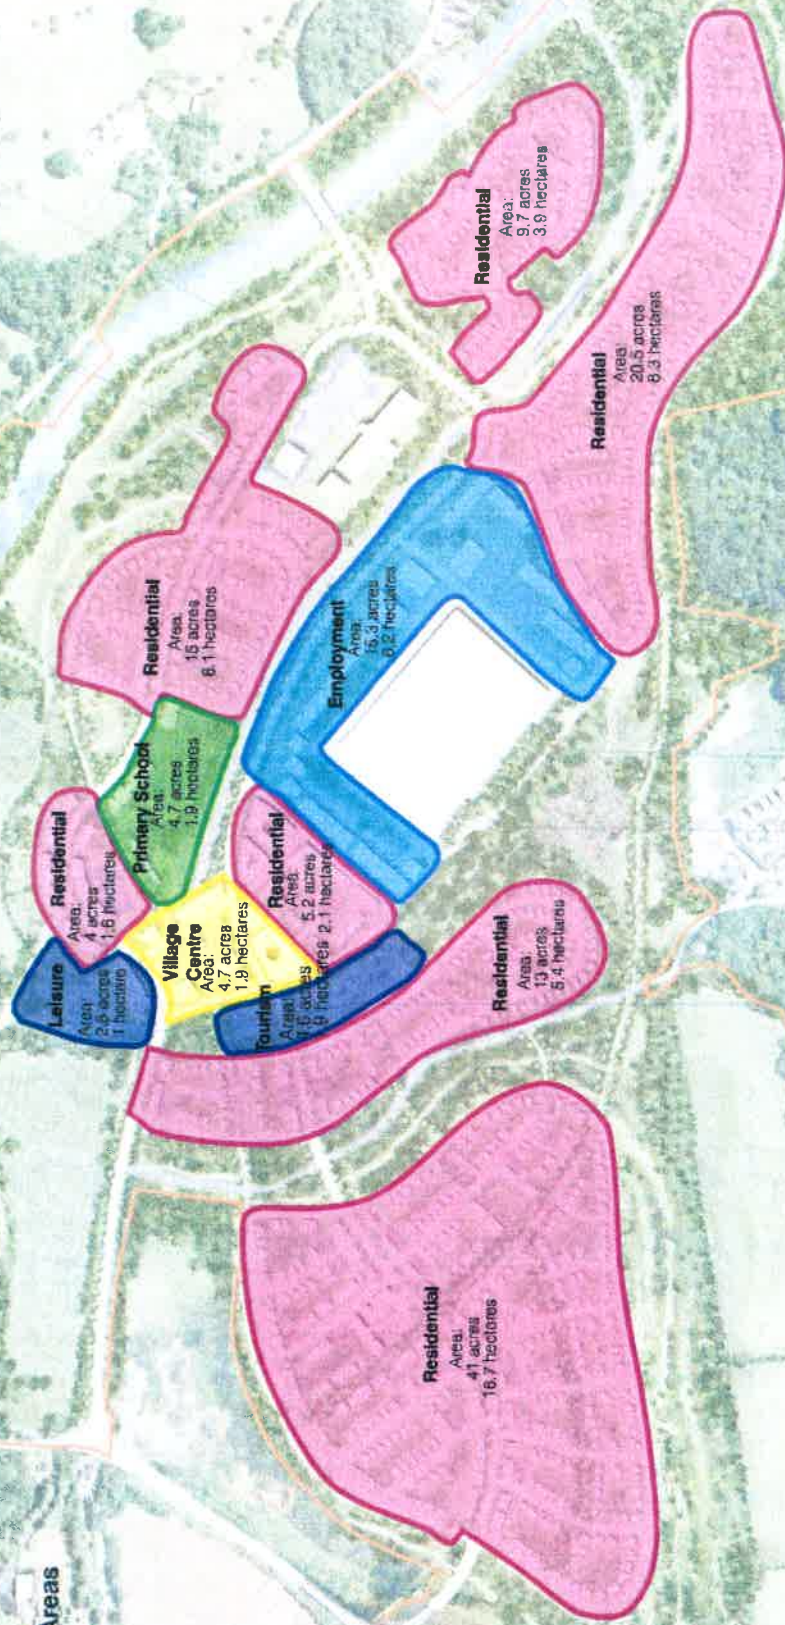 Areas
Leisure
Area:
2.5 acres
1 hectare
Residential
Area:
4 acres
1.6 hectares
Primary School
Area:
4.7 acres
1.9 hectares
Residential
Area:
15 acres
6.1 hectares
Village
Centre
Area:
4.7 acres
1.9 hectares
Tourism
Area:
acres
hectares
Residential
Area:
5.2 acres
2.1 hectares
Employment
Area:
15.3 acres
6.2 hectares
Residential
Area:
41 acres
16.7 hectares
Residential
Area:
13 acres
5.4 hectares
Residential
Area:
9.7 acres
3.9 hectares
Residential
Area:
20.5 acres
8.3 hectares